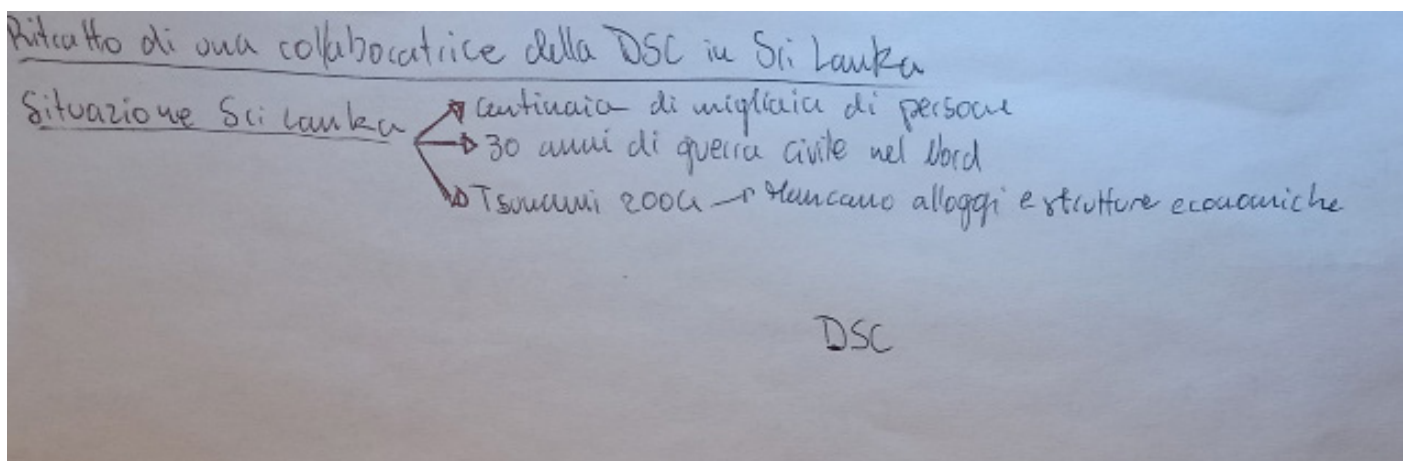 Ritratto di una collaboratrice della DSC in Sri Lanka
Situazione Sri Lanka → centinaia di migliaia di persone
→ 30 anni di guerra civile nel Nord
→ Tsunami 2004 → Mancano alloggi e strutture economiche
DSC